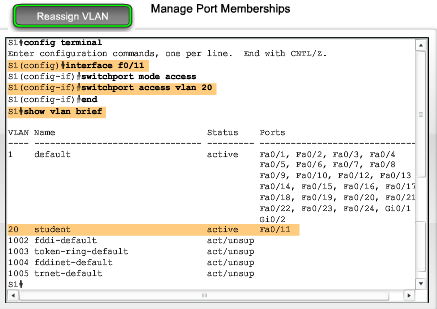 Reassign VLAN
Manage Port Memberships
S1#config terminal
Enter configuration commands, one per line. End with CNTL/Z.
S1(config)#interface f0/11
S1(config-if)#switchport mode access
S1(config-if)#switchport access vlan 20
S1(config-if)#end
S1#show vlan brief
VLAN Name Status Ports
1 default active Fa0/1, Fa0/2, Fa0/3, Fa0/4
Fa0/5, Fa0/6, Fa0/7, Fa0/8
Fa0/9, Fa0/10, Fa0/12, Fa0/13
Fa0/14, Fa0/15, Fa0/16, Fa0/17
Fa0/18, Fa0/19, Fa0/20, Fa0/21
Fa0/22, Fa0/23, Fa0/24, Gi0/1
Gi0/2
20 student active Fa0/11
1002 fddi-default act/unsup
1003 token-ring-default act/unsup
1004 fddinet-default act/unsup
1005 trnet-default act/unsup
S1#